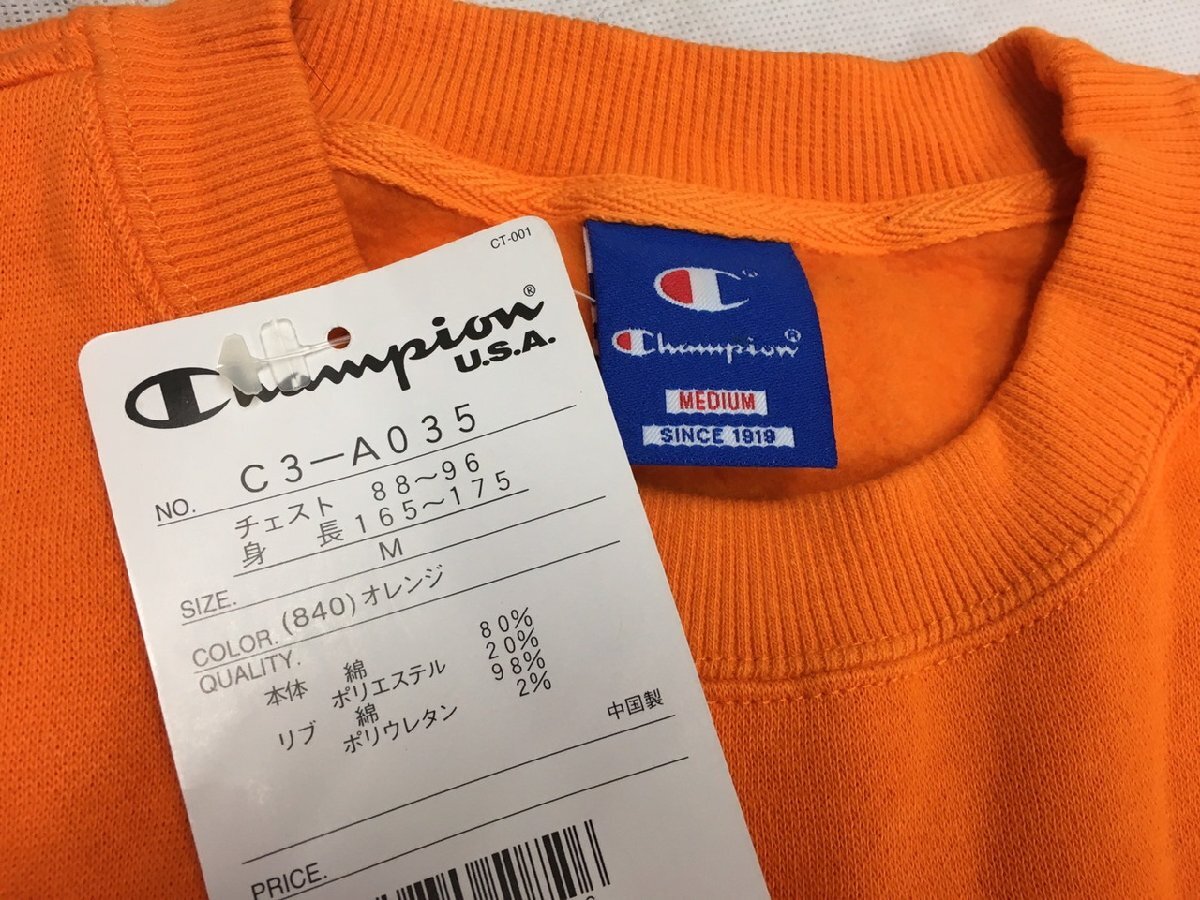 CT-001
Champion®
U.S.A.
NO. C3-A035
チェスト 88〜96
身長 165〜175
SIZE. M
COLOR. (840)オレンジ
QUALITY.
本体 綿 80%
ポリエステル 20%
リブ 綿 98%
ポリウレタン 2%
中国製
PRICE.
Champion®
MEDIUM
SINCE 1919